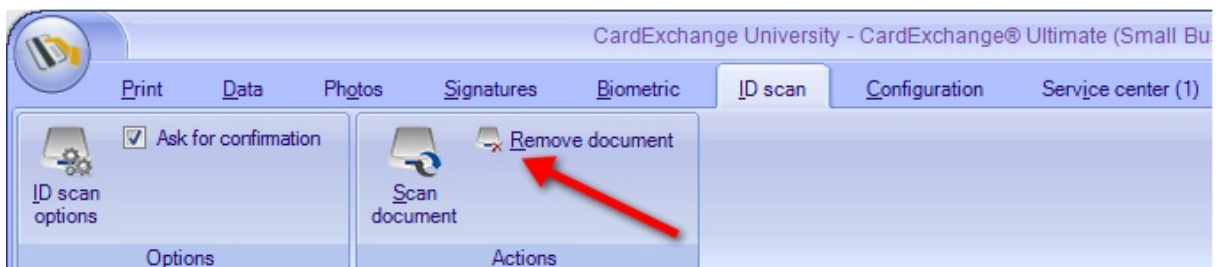 CardExchange University - CardExchange® Ultimate (Small Bu
Print Data Photos Signatures Biometric ID scan Configuration Service center (1)
ID scan options
Ask for confirmation
Options
Scan document
Remove document
Actions